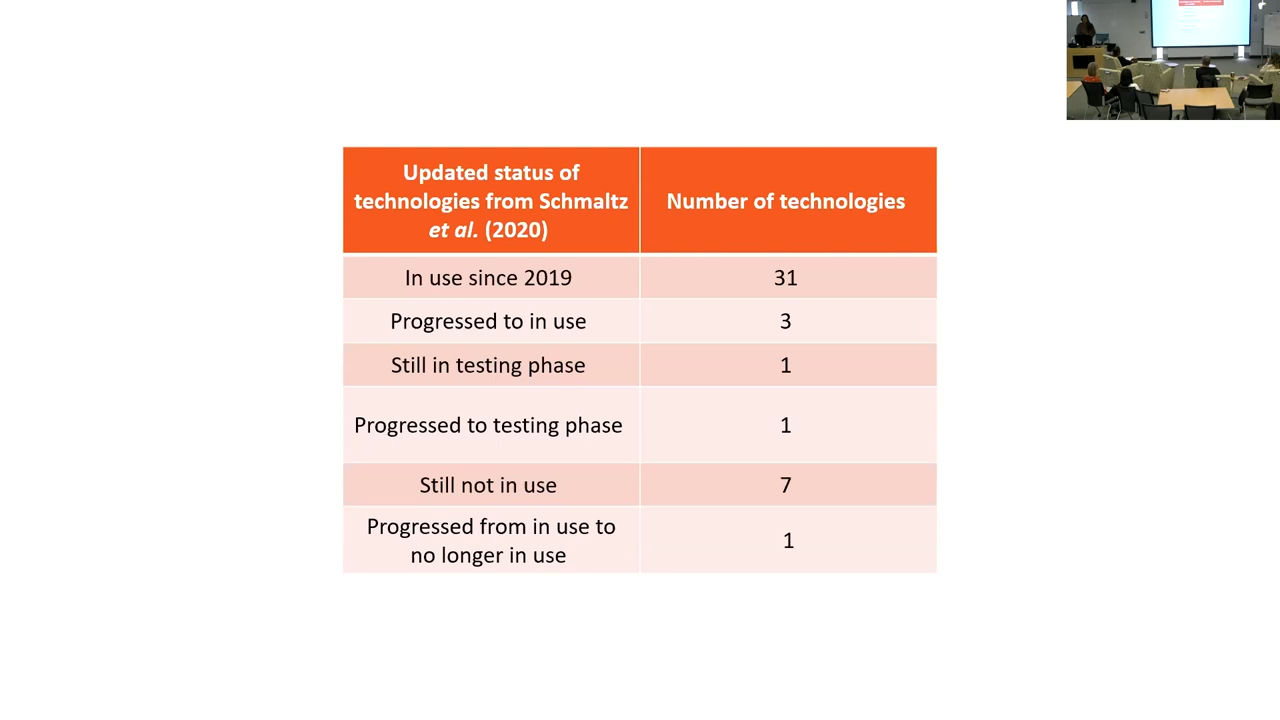 Updated status of
technologies from Schmaltz
et al. (2020)
Number of technologies
In use since 2019
31
Progressed to in use
3
Still in testing phase
1
Progressed to testing phase
1
Still not in use
7
Progressed from in use to
no longer in use
1